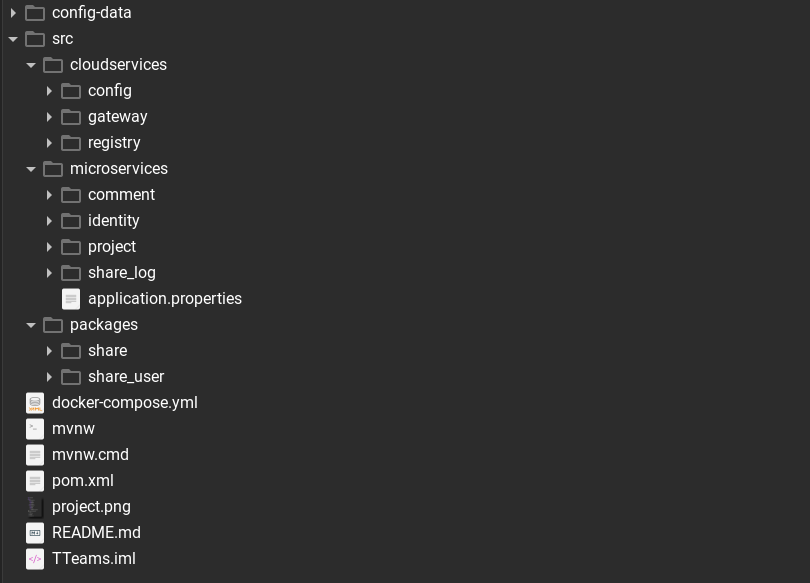 config-data
src
cloudservices
config
gateway
registry
microservices
comment
identity
project
share_log
application.properties
packages
share
share_user
docker-compose.yml
mvnw
mvnw.cmd
pom.xml
project.png
README.md
TTeams.iml